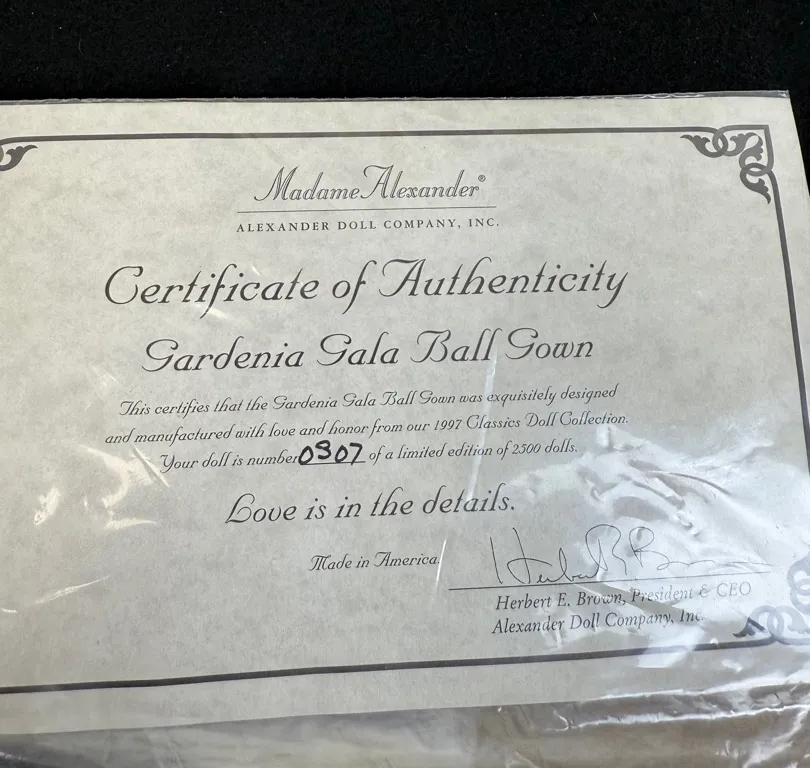 Madame Alexander®
ALEXANDER DOLL COMPANY, INC.
Certificate of Authenticity
Gardenia Gala Ball Gown
This certifies that the Gardenia Gala Ball Gown was exquisitely designed
and manufactured with love and honor from our 1997 Classics Doll Collection.
Your doll is number 0907 of a limited edition of 2500 dolls.
Love is in the details.
Made in America.
Herbert E. Brown, President & CEO
Alexander Doll Company, Inc.